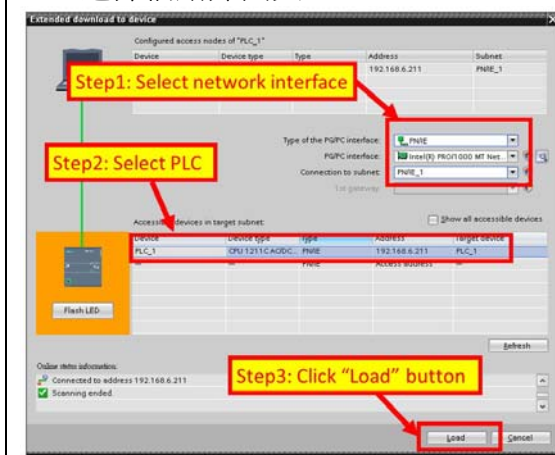 Extended download to device
Configured access nodes of "PLC_1"
Device Device type Type Address Subnet
192.168.6.211 PN/IE_1
Step1: Select network interface
Type of the PG/PC interface: PN/IE
PG/PC interface: Intel(R) PRO/1000 MT Net...
Connection to subnet: PN/IE_1
1st gateway:
Step2: Select PLC
Accessible devices in target subnet:
Show all accessible devices
Device Device type Type Address Target device
PLC_1 CPU 1211C AC/DC... PN/IE 192.168.6.211 PLC_1
-- -- PN/IE Access address --
Flash LED
Refresh
Online status information:
Connected to address 192.168.6.211
Scanning ended.
Step3: Click "Load" button
Load Cancel